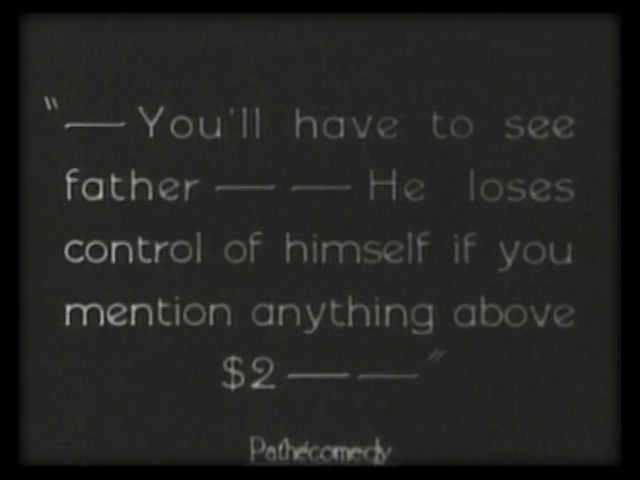 "— You'll have to see
father — — He loses
control of himself if you
mention anything above
$2 — —"
Pathécomedy